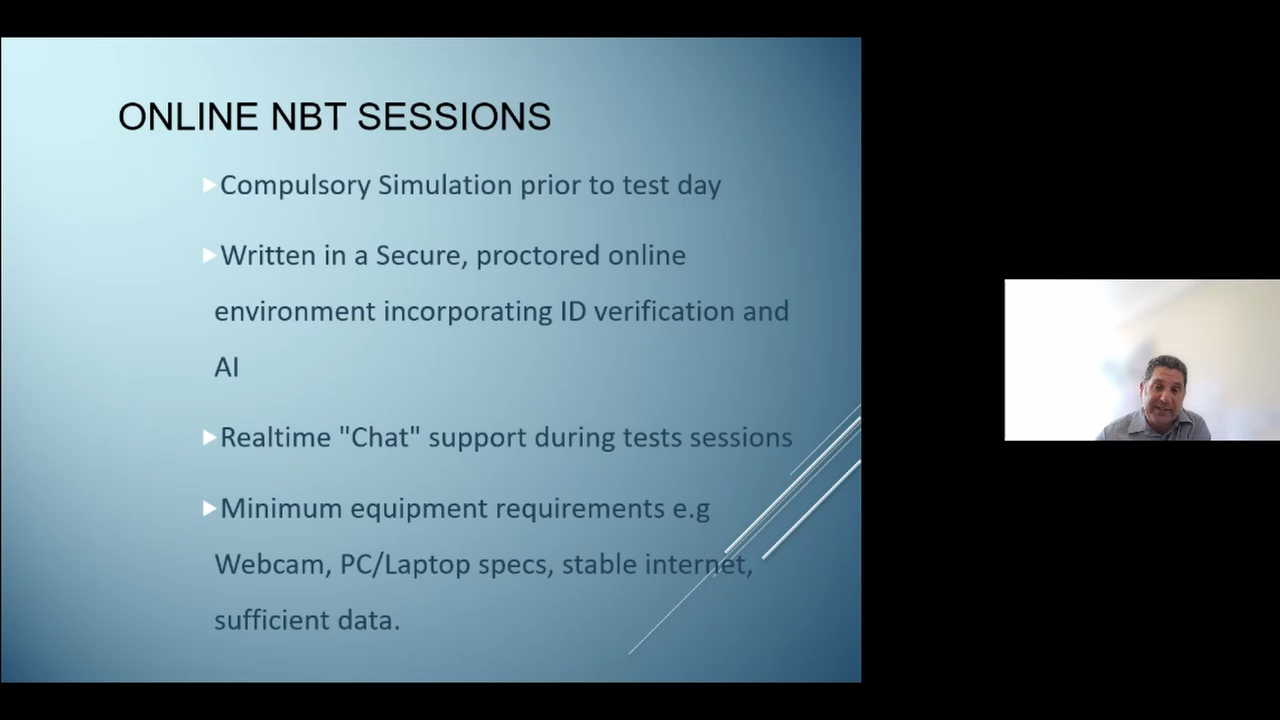 ONLINE NBT SESSIONS
Compulsory Simulation prior to test day
Written in a Secure, proctored online
environment incorporating ID verification and
AI
Realtime "Chat" support during tests sessions
Minimum equipment requirements e.g
Webcam, PC/Laptop specs, stable internet,
sufficient data.